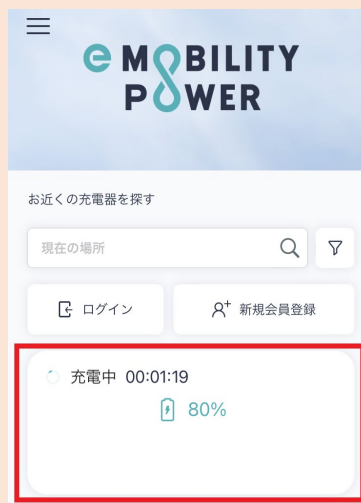 e MOBILITY
POWER
お近くの充電器を探す
現在の場所
ログイン
新規会員登録
充電中 00:01:19
80%